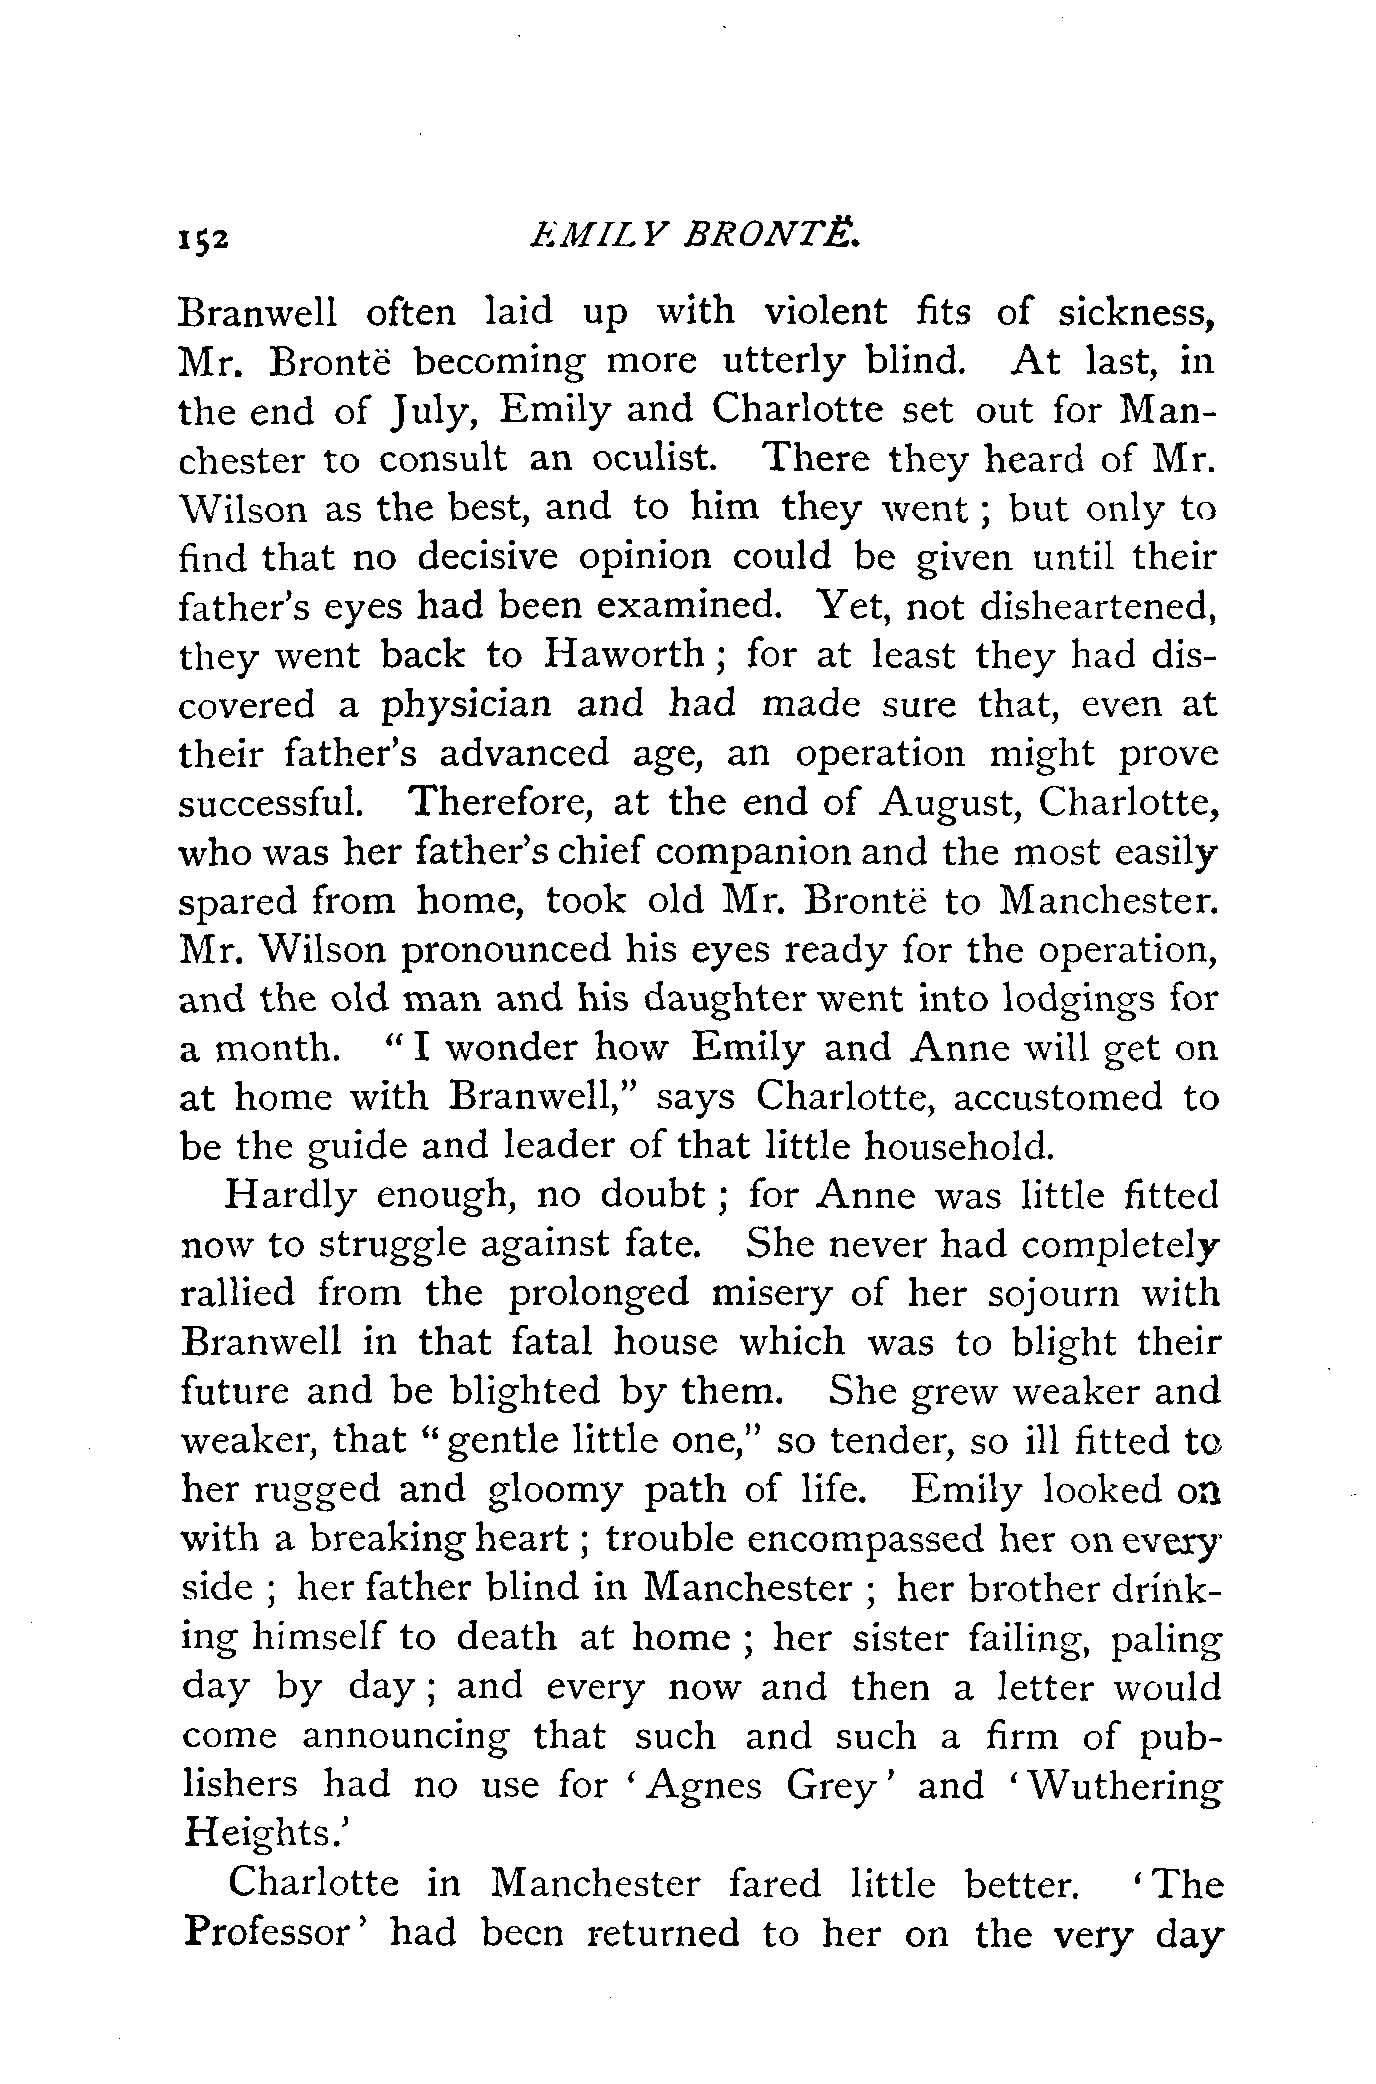 152 EMILY BRONTË.
Branwell often laid up with violent fits of sickness,
Mr. Brontë becoming more utterly blind. At last, in
the end of July, Emily and Charlotte set out for Man-
chester to consult an oculist. There they heard of Mr.
Wilson as the best, and to him they went ; but only to
find that no decisive opinion could be given until their
father's eyes had been examined. Yet, not disheartened,
they went back to Haworth ; for at least they had dis-
covered a physician and had made sure that, even at
their father's advanced age, an operation might prove
successful. Therefore, at the end of August, Charlotte,
who was her father's chief companion and the most easily
spared from home, took old Mr. Brontë to Manchester.
Mr. Wilson pronounced his eyes ready for the operation,
and the old man and his daughter went into lodgings for
a month. " I wonder how Emily and Anne will get on
at home with Branwell," says Charlotte, accustomed to
be the guide and leader of that little household.
Hardly enough, no doubt ; for Anne was little fitted
now to struggle against fate. She never had completely
rallied from the prolonged misery of her sojourn with
Branwell in that fatal house which was to blight their
future and be blighted by them. She grew weaker and
weaker, that " gentle little one," so tender, so ill fitted to
her rugged and gloomy path of life. Emily looked on
with a breaking heart ; trouble encompassed her on every
side ; her father blind in Manchester ; her brother drink-
ing himself to death at home ; her sister failing, paling
day by day ; and every now and then a letter would
come announcing that such and such a firm of pub-
lishers had no use for ' Agnes Grey ' and ' Wuthering
Heights.'
Charlotte in Manchester fared little better. ' The
Professor ' had been returned to her on the very day